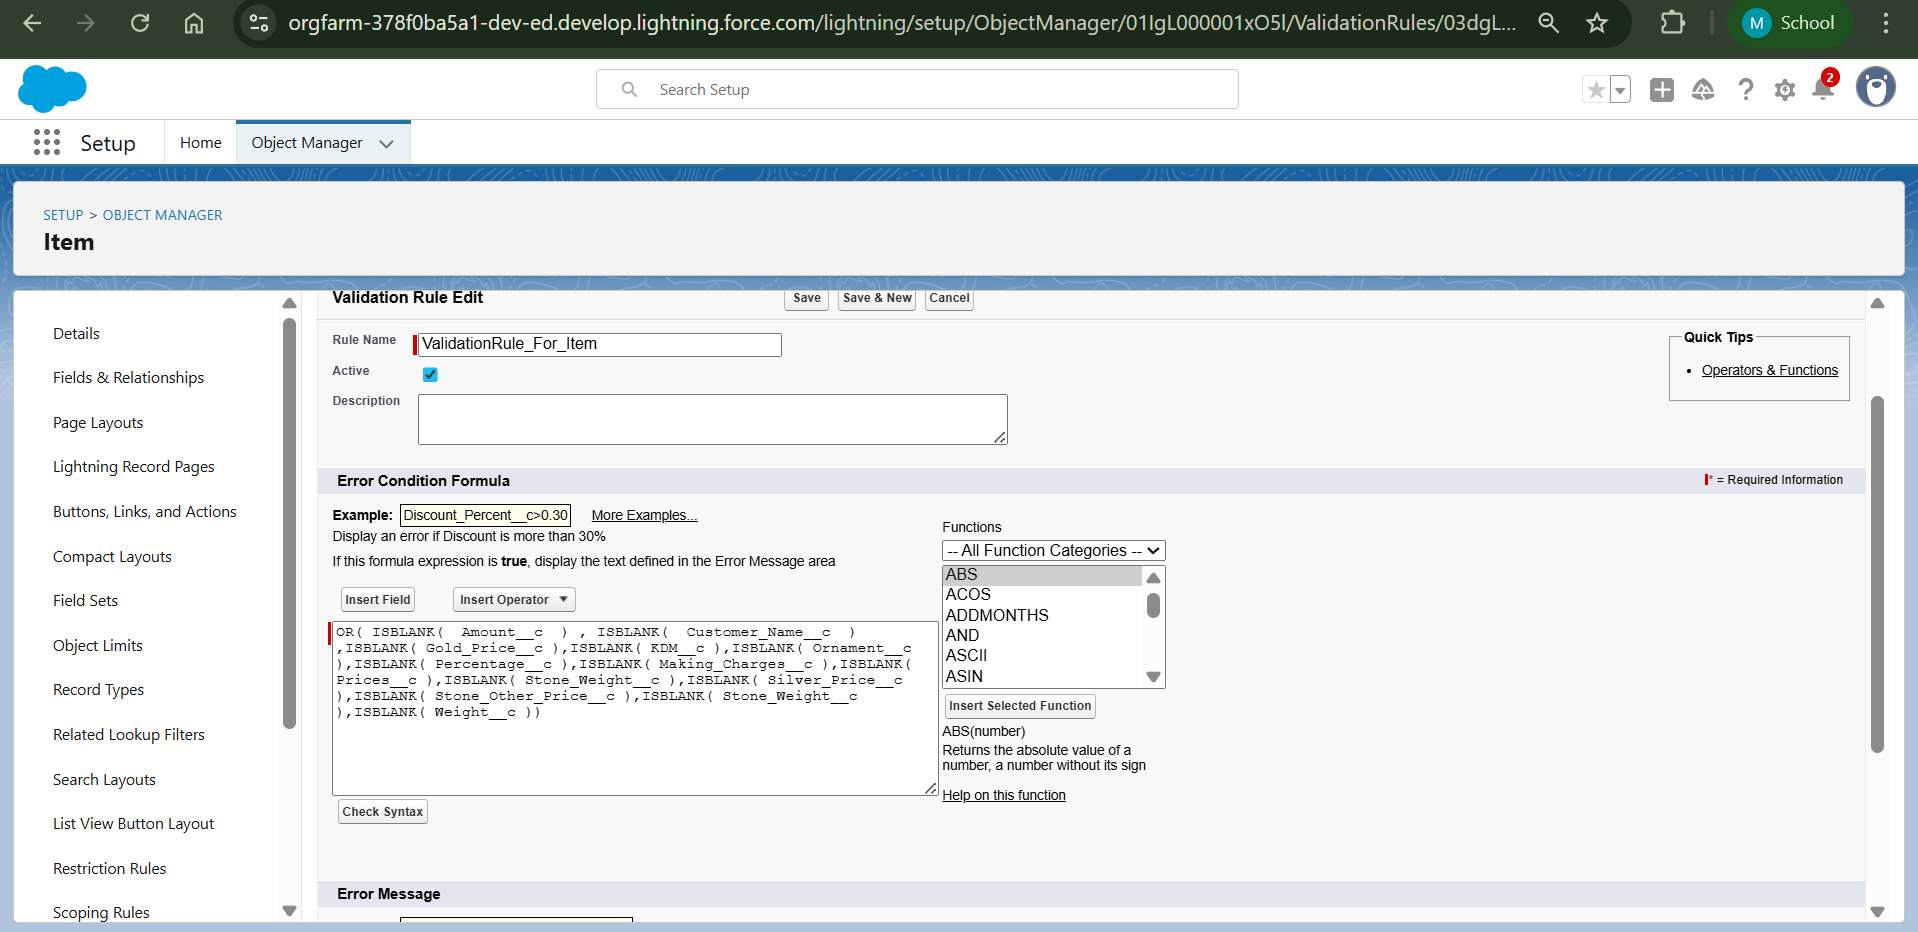 orgfarm-378f0ba5a1-dev-ed.develop.lightning.force.com/lightning/setup/ObjectManager/01IgL000001xO5l/ValidationRules/03dgL...
M School
Search Setup
2
Setup
Home
Object Manager
SETUP > OBJECT MANAGER
Item
Details
Fields & Relationships
Page Layouts
Lightning Record Pages
Buttons, Links, and Actions
Compact Layouts
Field Sets
Object Limits
Record Types
Related Lookup Filters
Search Layouts
List View Button Layout
Restriction Rules
Scoping Rules
Validation Rule Edit
Save
Save & New
Cancel
Rule Name
ValidationRule_For_Item
Active
Description
Quick Tips
• Operators & Functions
Error Condition Formula
* = Required Information
Example: Discount_Percent__c>0.30 More Examples...
Display an error if Discount is more than 30%
If this formula expression is true, display the text defined in the Error Message area
Insert Field
Insert Operator
OR( ISBLANK(  Amount__c  ) , ISBLANK(  Customer_Name__c  )
,ISBLANK( Gold_Price__c ),ISBLANK( KDM__c ),ISBLANK( Ornament__c
),ISBLANK( Percentage__c ),ISBLANK( Making_Charges__c ),ISBLANK(
Prices__c ),ISBLANK( Stone_Weight__c ),ISBLANK( Silver_Price__c
),ISBLANK( Stone_Other_Price__c ),ISBLANK( Stone_Weight__c
),ISBLANK( Weight__c ))
Check Syntax
Functions
-- All Function Categories --
ABS
ACOS
ADDMONTHS
AND
ASCII
ASIN
Insert Selected Function
ABS(number)
Returns the absolute value of a
number, a number without its sign
Help on this function
Error Message